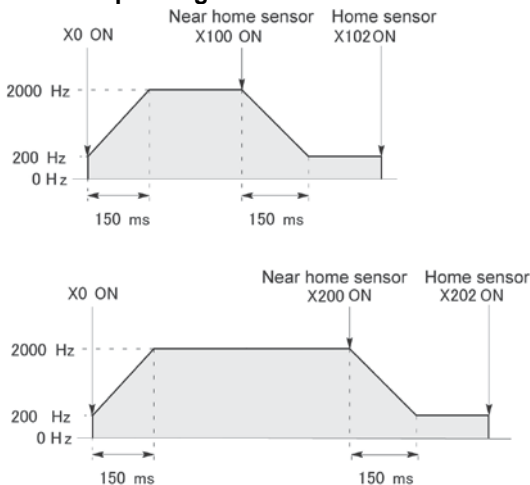 Near home sensor Home sensor
X0 ON X100 ON X102 ON
2000 Hz
200 Hz
0 Hz
150 ms 150 ms
Near home sensor Home sensor
X0 ON X200 ON X202 ON
2000 Hz
200 Hz
0 Hz
150 ms 150 ms